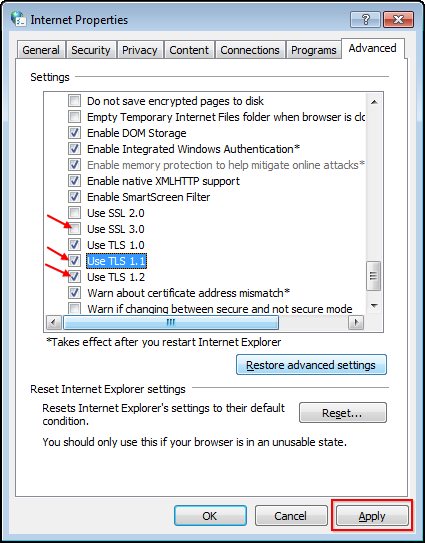 Internet Properties
General Security Privacy Content Connections Programs Advanced
Settings
Do not save encrypted pages to disk
Empty Temporary Internet Files folder when browser is clo
Enable DOM Storage
Enable Integrated Windows Authentication*
Enable memory protection to help mitigate online attacks*
Enable native XMLHTTP support
Enable SmartScreen Filter
Use SSL 2.0
Use SSL 3.0
Use TLS 1.0
Use TLS 1.1
Use TLS 1.2
Warn about certificate address mismatch*
Warn if changing between secure and not secure mode
*Takes effect after you restart Internet Explorer
Restore advanced settings
Reset Internet Explorer settings
Resets Internet Explorer's settings to their default
condition.
Reset...
You should only use this if your browser is in an unusable state.
OK Cancel Apply